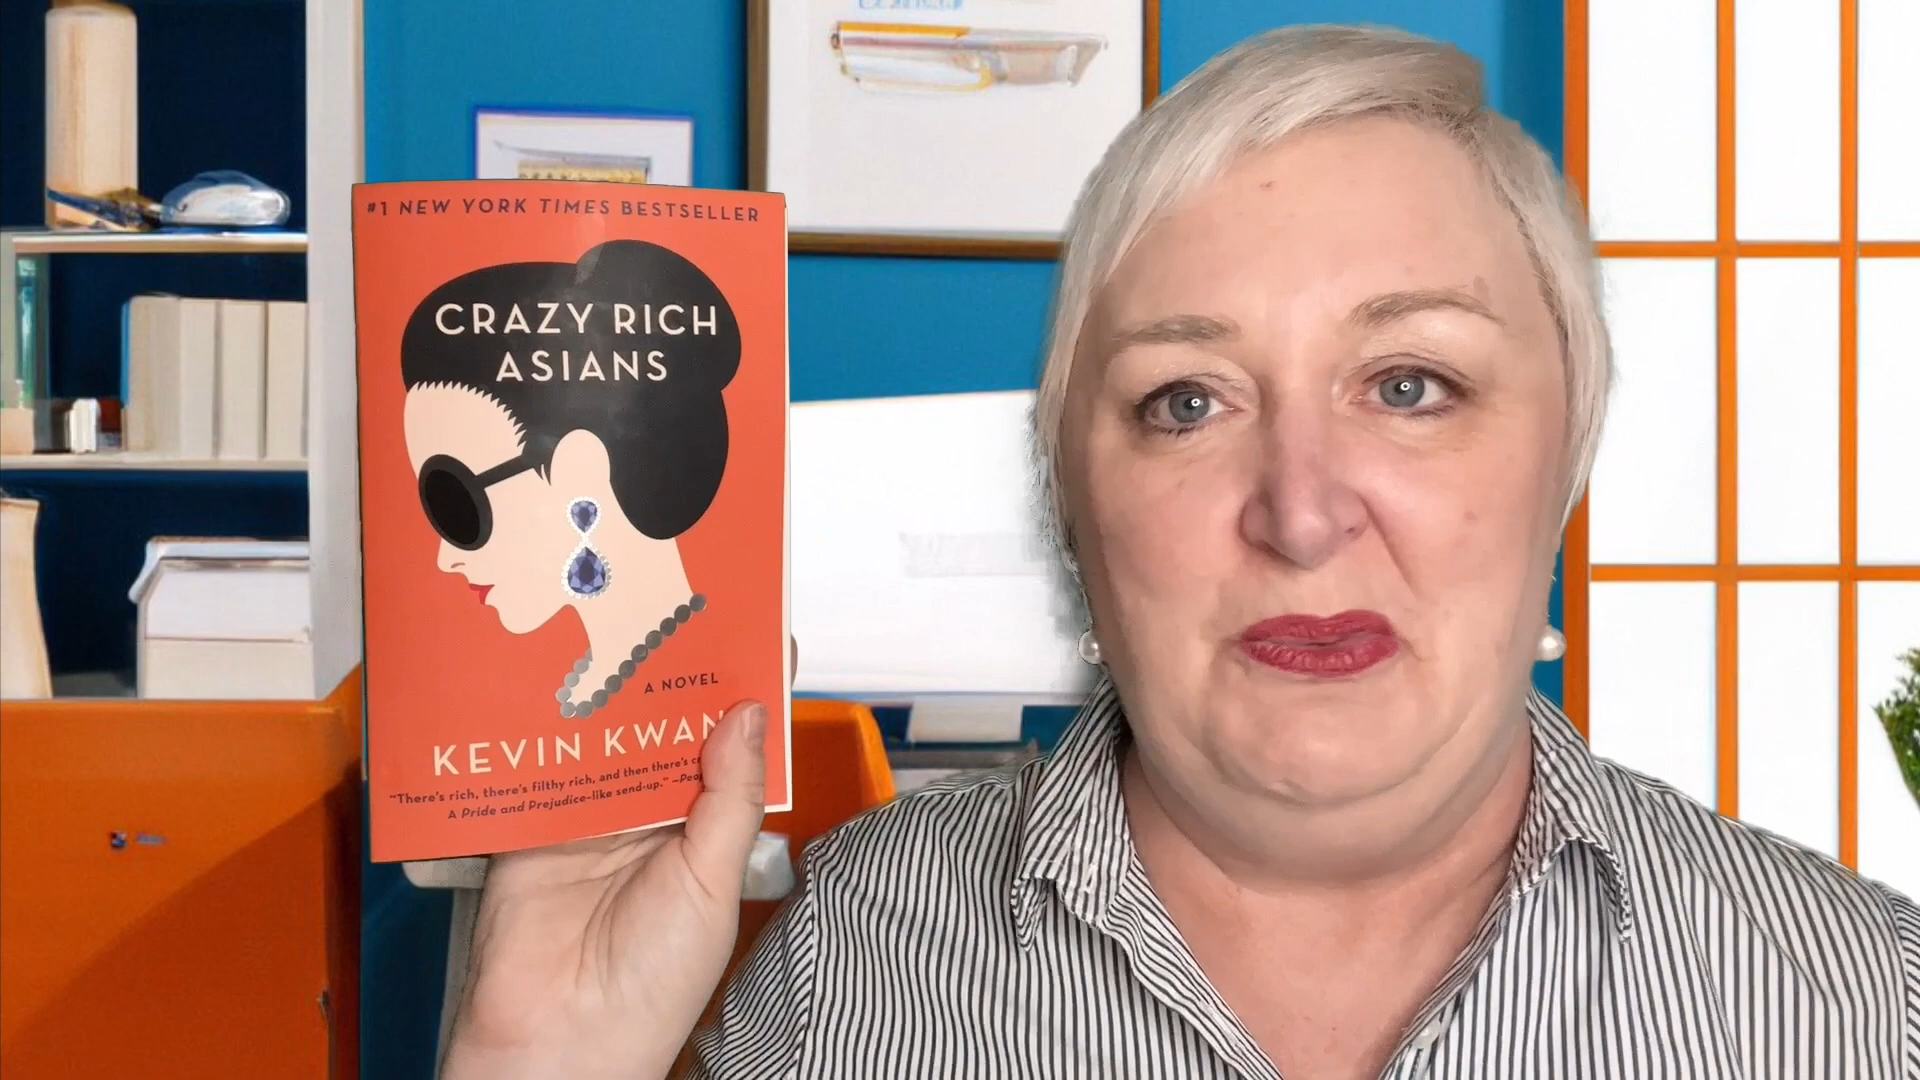 #1 NEW YORK TIMES BESTSELLER
CRAZY RICH
ASIANS
A NOVEL
KEVIN KWAN
"There's rich, there's filthy rich, and then there's
A Pride and Prejudice-like send-up."